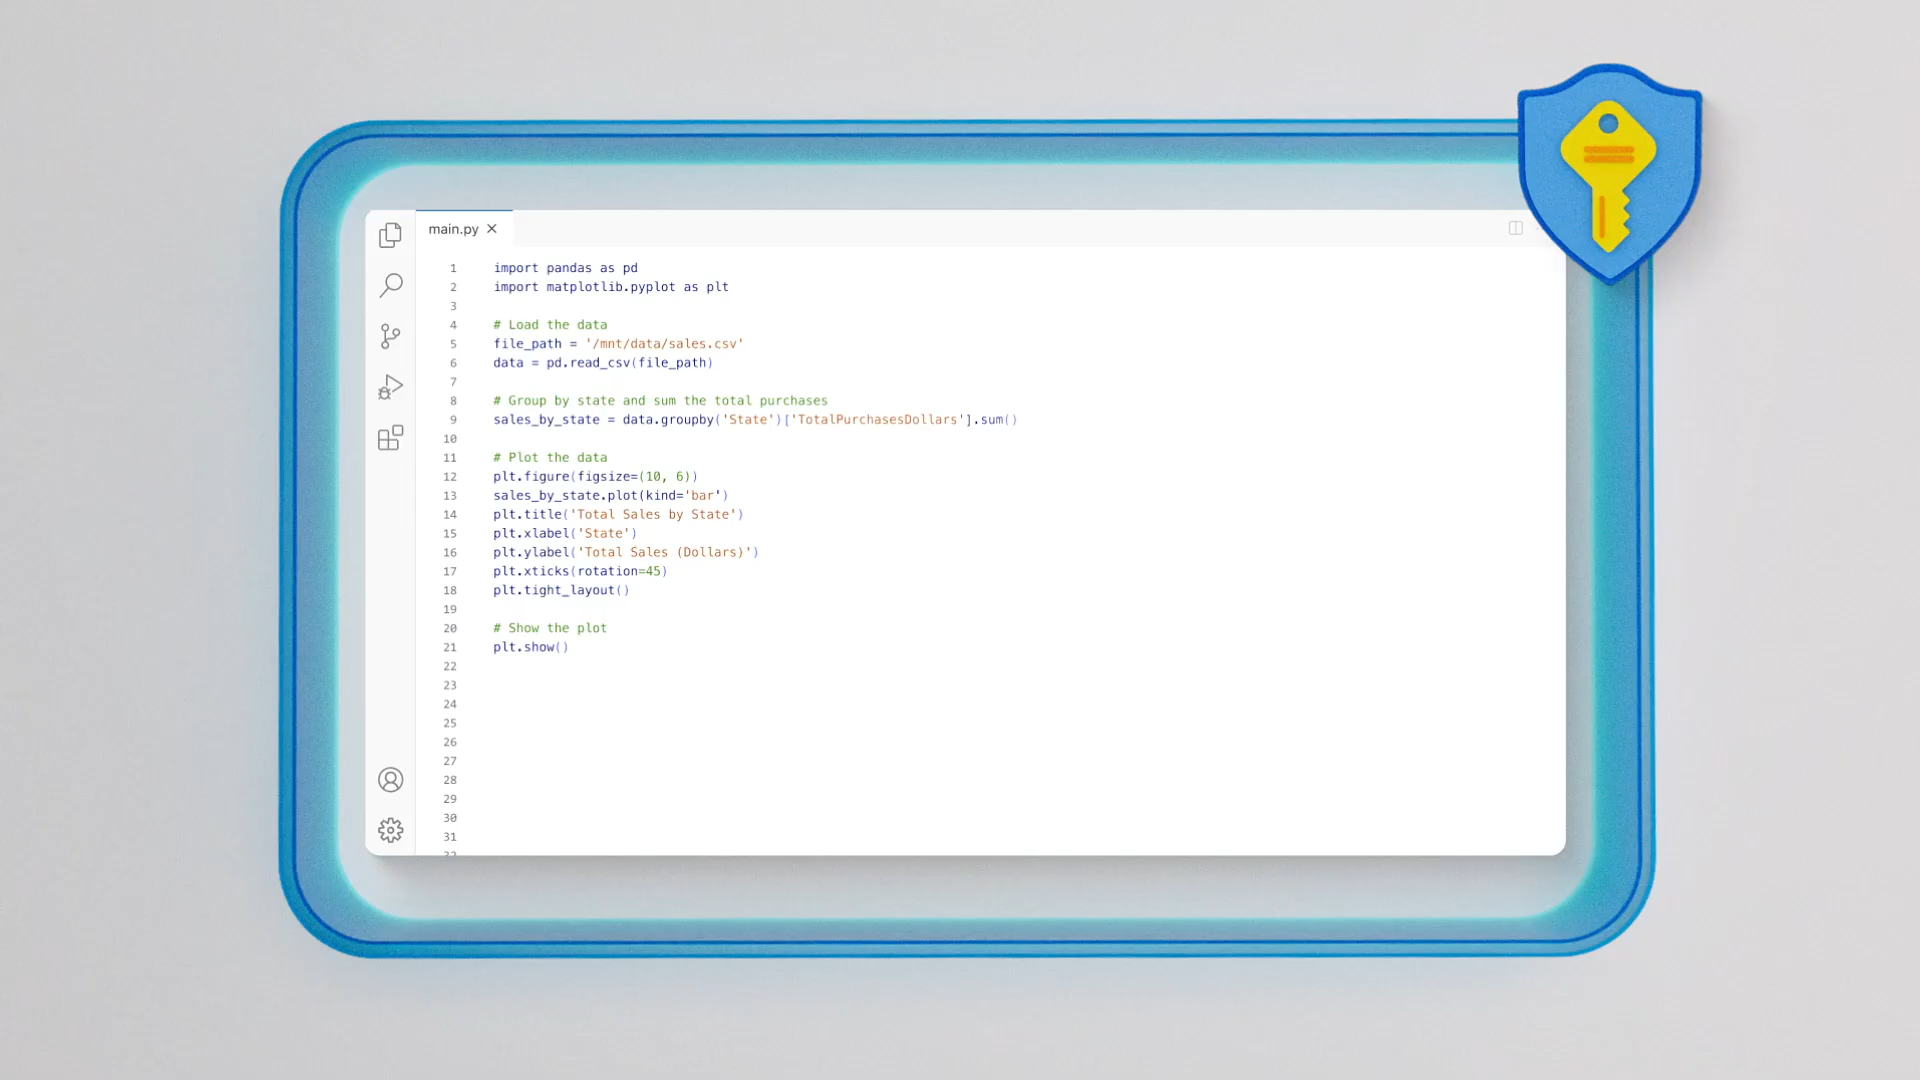 main.py
1 import pandas as pd
2 import matplotlib.pyplot as plt
3
4 # Load the data
5 file_path = '/mnt/data/sales.csv'
6 data = pd.read_csv(file_path)
7
8 # Group by state and sum the total purchases
9 sales_by_state = data.groupby('State')['TotalPurchasesDollars'].sum()
10
11 # Plot the data
12 plt.figure(figsize=(10, 6))
13 sales_by_state.plot(kind='bar')
14 plt.title('Total Sales by State')
15 plt.xlabel('State')
16 plt.ylabel('Total Sales (Dollars)')
17 plt.xticks(rotation=45)
18 plt.tight_layout()
19
20 # Show the plot
21 plt.show()
22
23
24
25
26
27
28
29
30
31